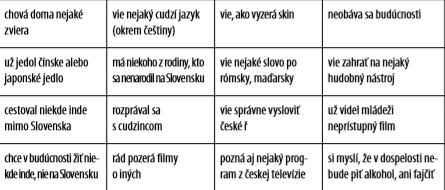 chová doma nejaké
zviera
vie nejaký cudzí jazyk
(okrem češtiny)
vie, ako vyzerá skin
neobáva sa budúcnosti
už jedol čínske alebo
japonské jedlo
má niekoho z rodiny, kto
sa nenarodil na Slovensku
vie nejaké slovo po
rómsky, maďarsky
vie zahrať na nejaký
hudobný nástroj
cestoval niekde inde
mimo Slovenska
rozprával sa
s cudzincom
vie správne vysloviť
české ř
už videl mládeži
neprístupný film
chce v budúcnosti žiť nie-
kde inde, nie na Slovensku
rád pozerá filmy
o iných
pozná aj nejaký prog-
ram z českej televízie
si myslí, že v dospelosti ne-
bude piť alkohol, ani fajčiť